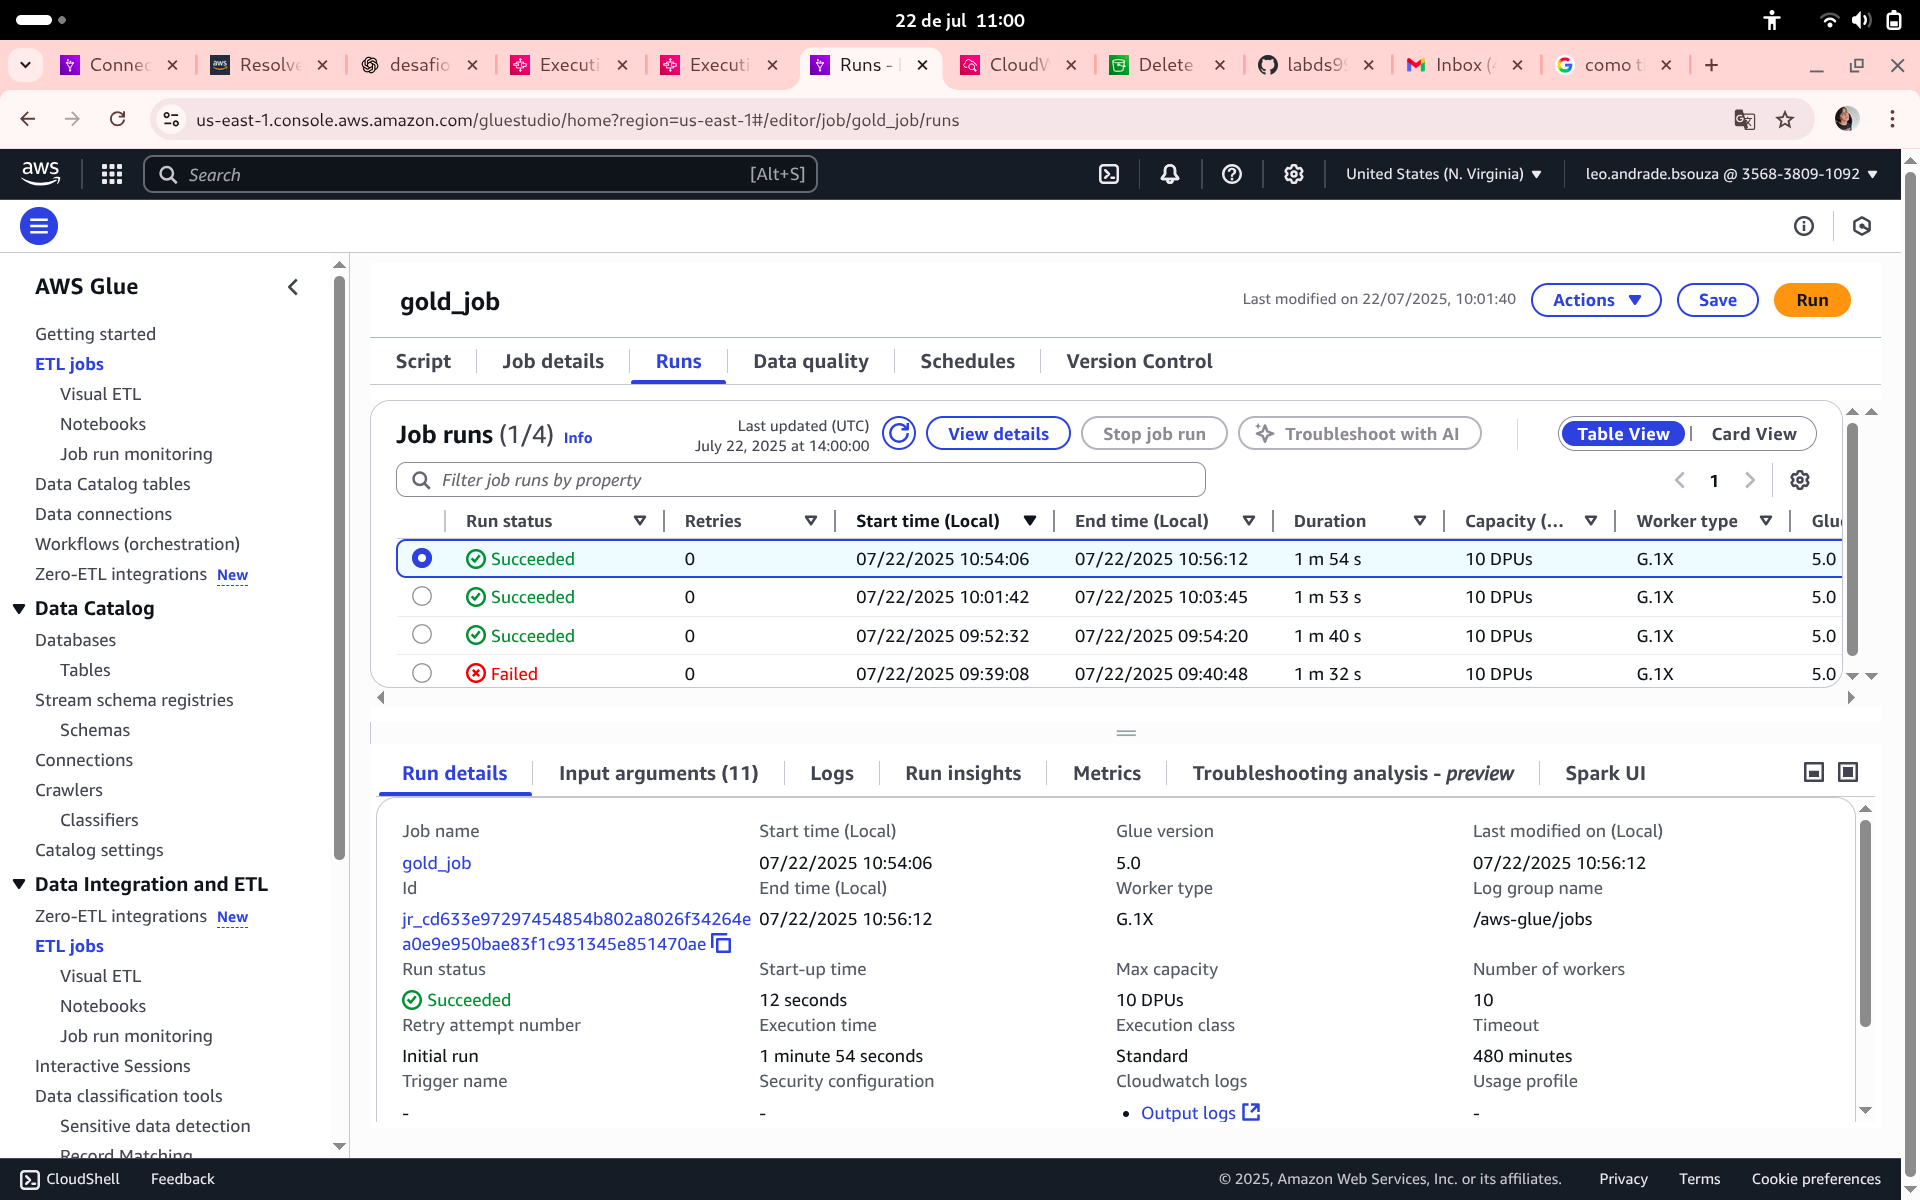 22 de jul 11:00
Connec
Resolve
desafio
Executi
Executi
Runs -
CloudW
Delete
labds9
Inbox (
como t
us-east-1.console.aws.amazon.com/gluestudio/home?region=us-east-1#/editor/job/gold_job/runs
aws
Search
[Alt+S]
United States (N. Virginia)
leo.andrade.bsouza @ 3568-3809-1092
AWS Glue
Getting started
ETL jobs
Visual ETL
Notebooks
Job run monitoring
Data Catalog tables
Data connections
Workflows (orchestration)
Zero-ETL integrations New
Data Catalog
Databases
Tables
Stream schema registries
Schemas
Connections
Crawlers
Classifiers
Catalog settings
Data Integration and ETL
Zero-ETL integrations New
ETL jobs
Visual ETL
Notebooks
Job run monitoring
Interactive Sessions
Data classification tools
Sensitive data detection
Record Matching
gold_job
Last modified on 22/07/2025, 10:01:40
Actions
Save
Run
Script
Job details
Runs
Data quality
Schedules
Version Control
Job runs (1/4) Info
Last updated (UTC)
July 22, 2025 at 14:00:00
View details
Stop job run
Troubleshoot with AI
Table View
Card View
Filter job runs by property
1
Run status Retries Start time (Local) End time (Local) Duration Capacity (... Worker type Glu
Succeeded 0 07/22/2025 10:54:06 07/22/2025 10:56:12 1 m 54 s 10 DPUs G.1X 5.0
Succeeded 0 07/22/2025 10:01:42 07/22/2025 10:03:45 1 m 53 s 10 DPUs G.1X 5.0
Succeeded 0 07/22/2025 09:52:32 07/22/2025 09:54:20 1 m 40 s 10 DPUs G.1X 5.0
Failed 0 07/22/2025 09:39:08 07/22/2025 09:40:48 1 m 32 s 10 DPUs G.1X 5.0
Run details
Input arguments (11)
Logs
Run insights
Metrics
Troubleshooting analysis - preview
Spark UI
Job name Start time (Local) Glue version Last modified on (Local)
gold_job 07/22/2025 10:54:06 5.0 07/22/2025 10:56:12
Id End time (Local) Worker type Log group name
jr_cd633e97297454854b802a8026f34264e 07/22/2025 10:56:12 G.1X /aws-glue/jobs
a0e9e950bae83f1c931345e851470ae
Run status Start-up time Max capacity Number of workers
Succeeded 12 seconds 10 DPUs 10
Retry attempt number Execution time Execution class Timeout
Initial run 1 minute 54 seconds Standard 480 minutes
Trigger name Security configuration Cloudwatch logs Usage profile
- - • Output logs -
CloudShell
Feedback
© 2025, Amazon Web Services, Inc. or its affiliates.
Privacy
Terms
Cookie preferences